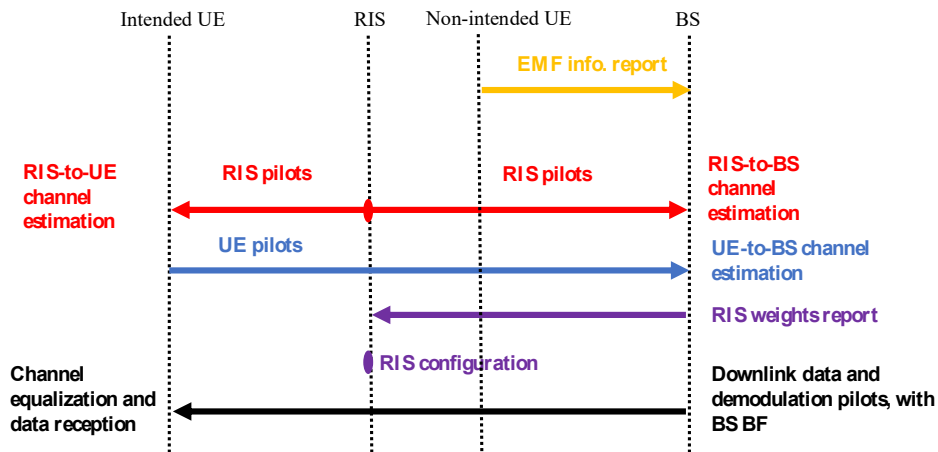 Intended UE RIS Non-intended UE BS
EMF info. report
RIS-to-UE
channel
estimation
RIS pilots
RIS pilots
RIS-to-BS
channel
estimation
UE pilots
UE-to-BS channel
estimation
RIS weights report
RIS configuration
Channel
equalization and
data reception
Downlink data and
demodulation pilots, with
BS BF